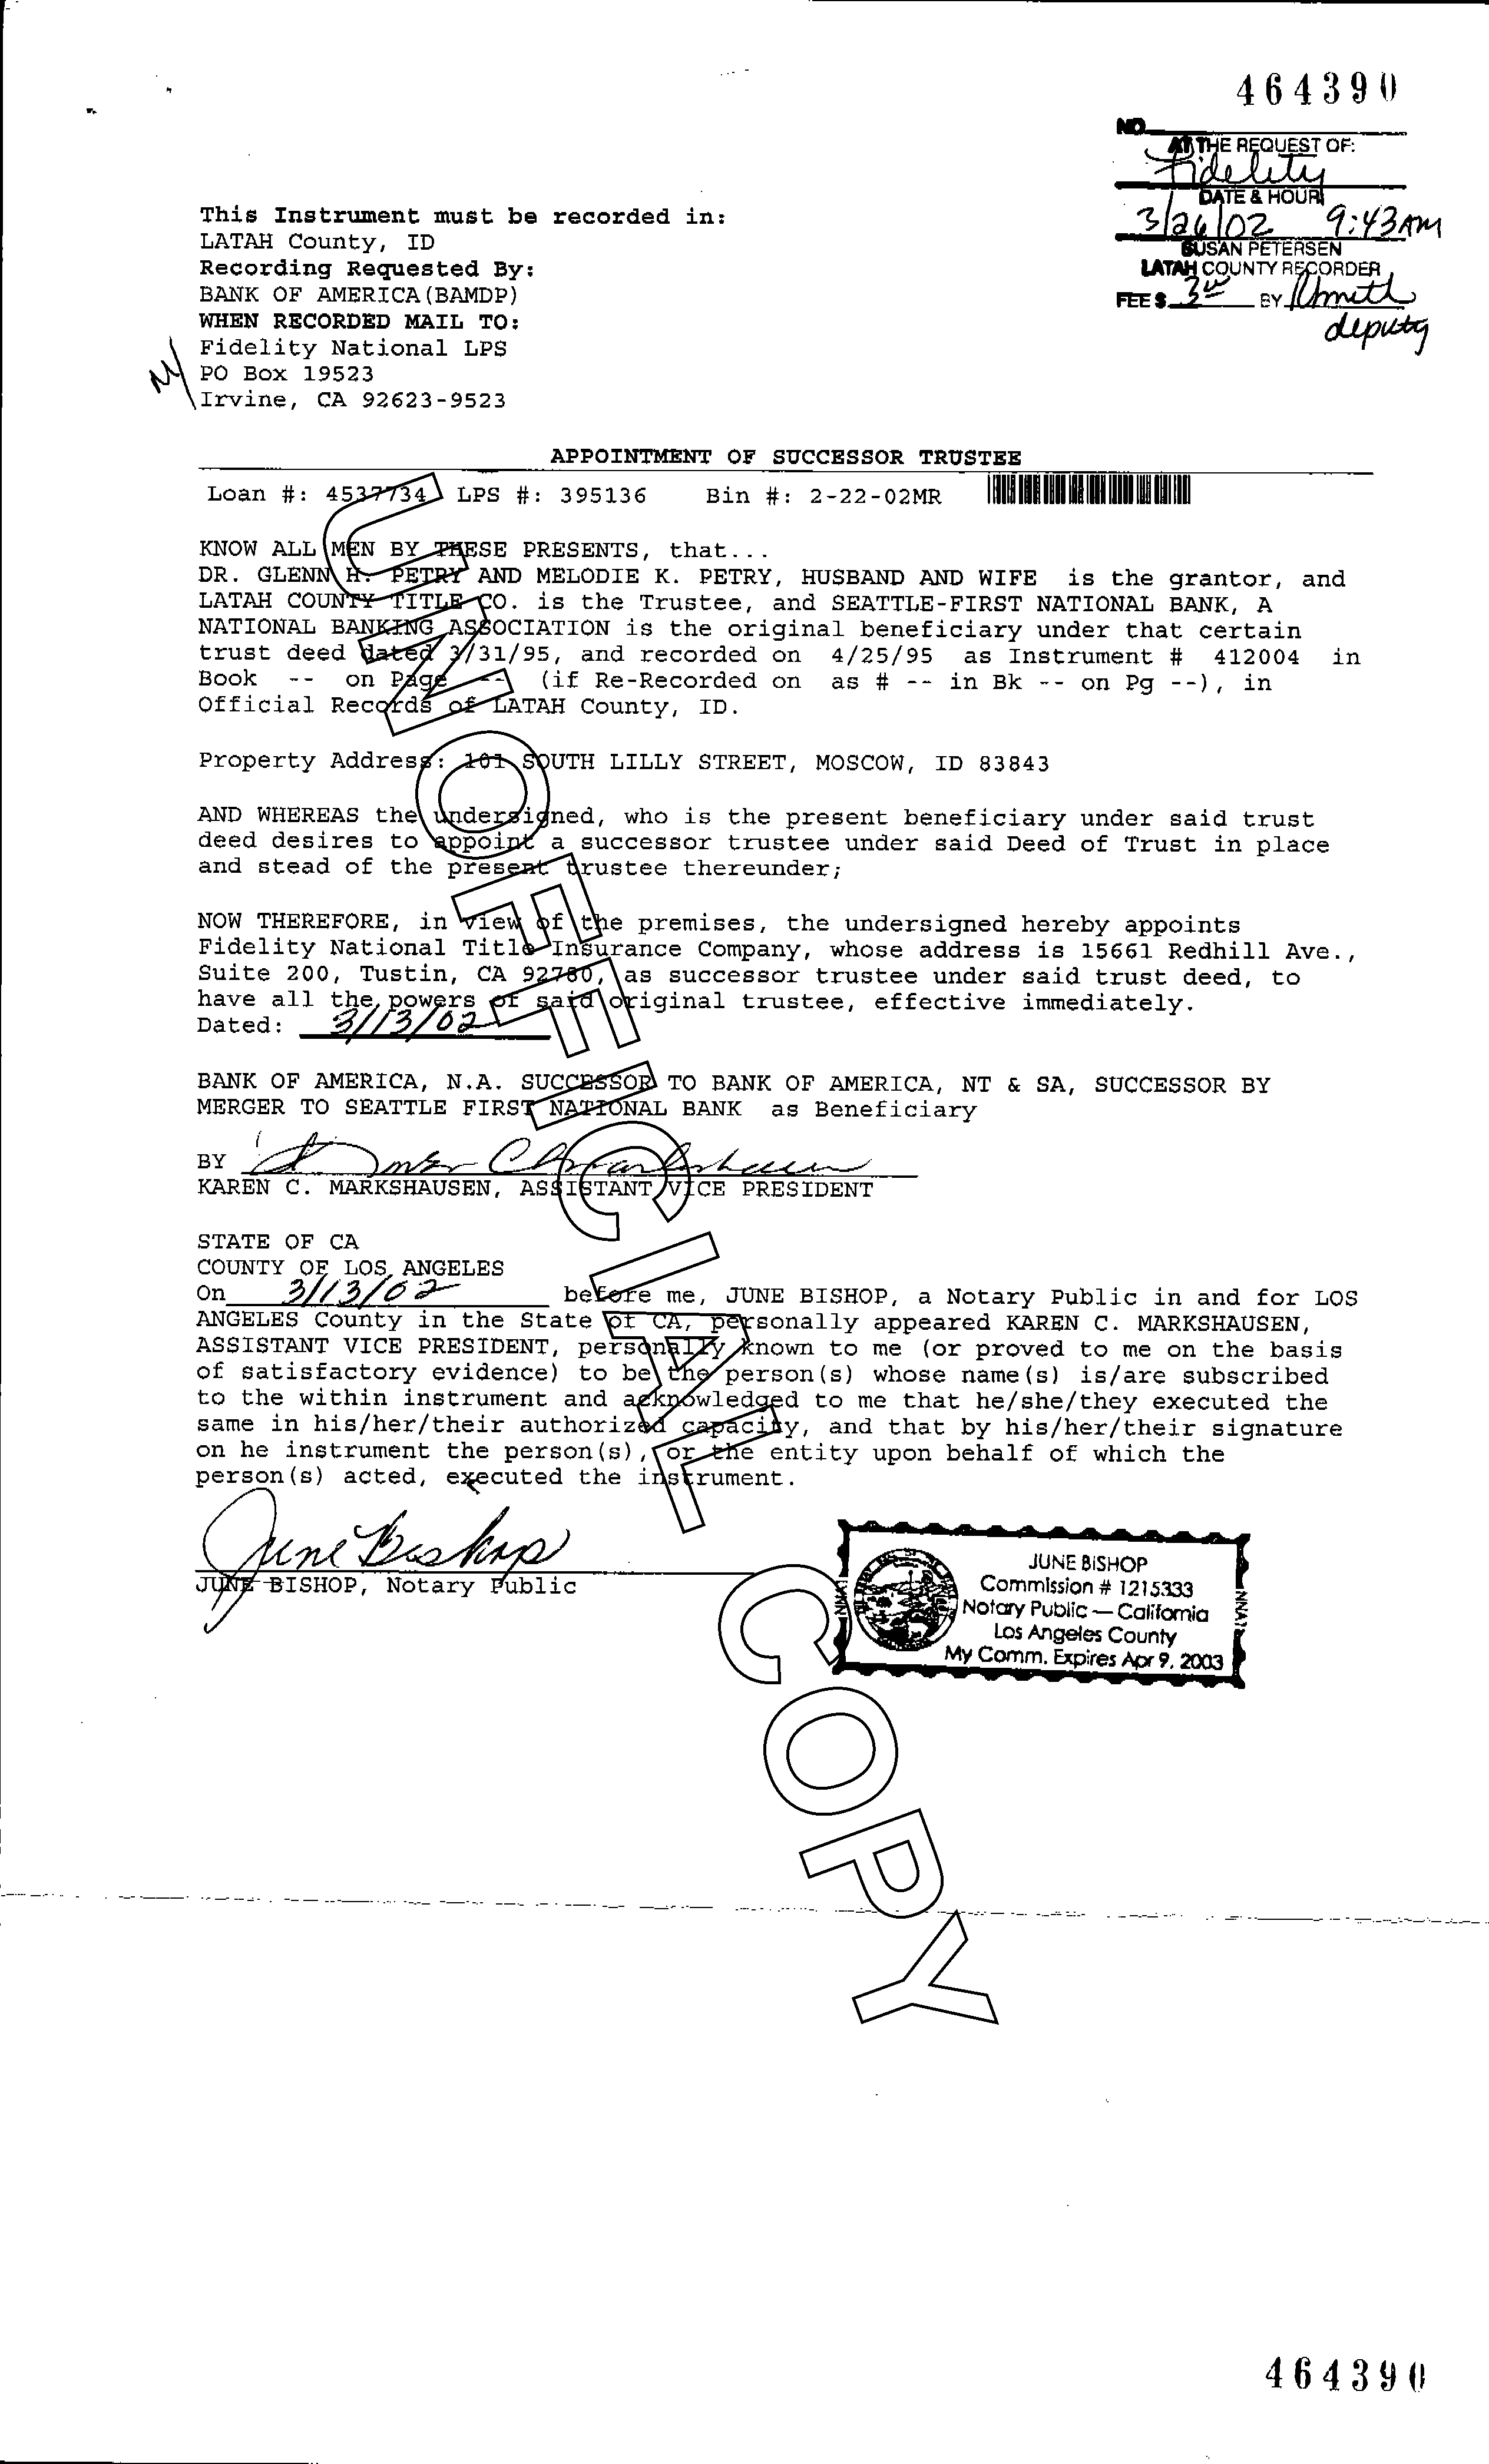 464390
NO.
AT THE REQUEST OF:
Fidelity
DATE & HOUR
3/26/02 9:43AM
SUSAN PETERSEN
LATAH COUNTY RECORDER
FEE $ BY
deputy
This Instrument must be recorded in:
LATAH County, ID
Recording Requested By:
BANK OF AMERICA(BAMDP)
WHEN RECORDED MAIL TO:
Fidelity National LPS
PO Box 19523
Irvine, CA 92623-9523
APPOINTMENT OF SUCCESSOR TRUSTEE
Loan #: 4537734 LPS #: 395136 Bin #: 2-22-02MR
KNOW ALL MEN BY THESE PRESENTS, that...
DR. GLENN H. PETRY AND MELODIE K. PETRY, HUSBAND AND WIFE is the grantor, and
LATAH COUNTY TITLE CO. is the Trustee, and SEATTLE-FIRST NATIONAL BANK, A
NATIONAL BANKING ASSOCIATION is the original beneficiary under that certain
trust deed dated 3/31/95, and recorded on 4/25/95 as Instrument # 412004 in
Book -- on Page -- (if Re-Recorded on as # -- in Bk -- on Pg --), in
Official Records of LATAH County, ID.
Property Address: 101 SOUTH LILLY STREET, MOSCOW, ID 83843
AND WHEREAS the undersigned, who is the present beneficiary under said trust
deed desires to appoint a successor trustee under said Deed of Trust in place
and stead of the present trustee thereunder;
NOW THEREFORE, in view of the premises, the undersigned hereby appoints
Fidelity National Title Insurance Company, whose address is 15661 Redhill Ave.,
Suite 200, Tustin, CA 92780, as successor trustee under said trust deed, to
have all the powers of said original trustee, effective immediately.
Dated: 3/13/02
BANK OF AMERICA, N.A. SUCCESSOR TO BANK OF AMERICA, NT & SA, SUCCESSOR BY
MERGER TO SEATTLE FIRST NATIONAL BANK as Beneficiary
BY
KAREN C. MARKSHAUSEN, ASSISTANT VICE PRESIDENT
STATE OF CA
COUNTY OF LOS ANGELES
On 3/13/02 before me, JUNE BISHOP, a Notary Public in and for LOS
ANGELES County in the State of CA, personally appeared KAREN C. MARKSHAUSEN,
ASSISTANT VICE PRESIDENT, personally known to me (or proved to me on the basis
of satisfactory evidence) to be the person(s) whose name(s) is/are subscribed
to the within instrument and acknowledged to me that he/she/they executed the
same in his/her/their authorized capacity, and that by his/her/their signature
on he instrument the person(s), or the entity upon behalf of which the
person(s) acted, executed the instrument.
June Bishop
JUNE BISHOP, Notary Public
JUNE BISHOP
Commission # 1215333
Notary Public — California
Los Angeles County
My Comm. Expires Apr 9, 2003
UNOFFICIAL COPY
464390